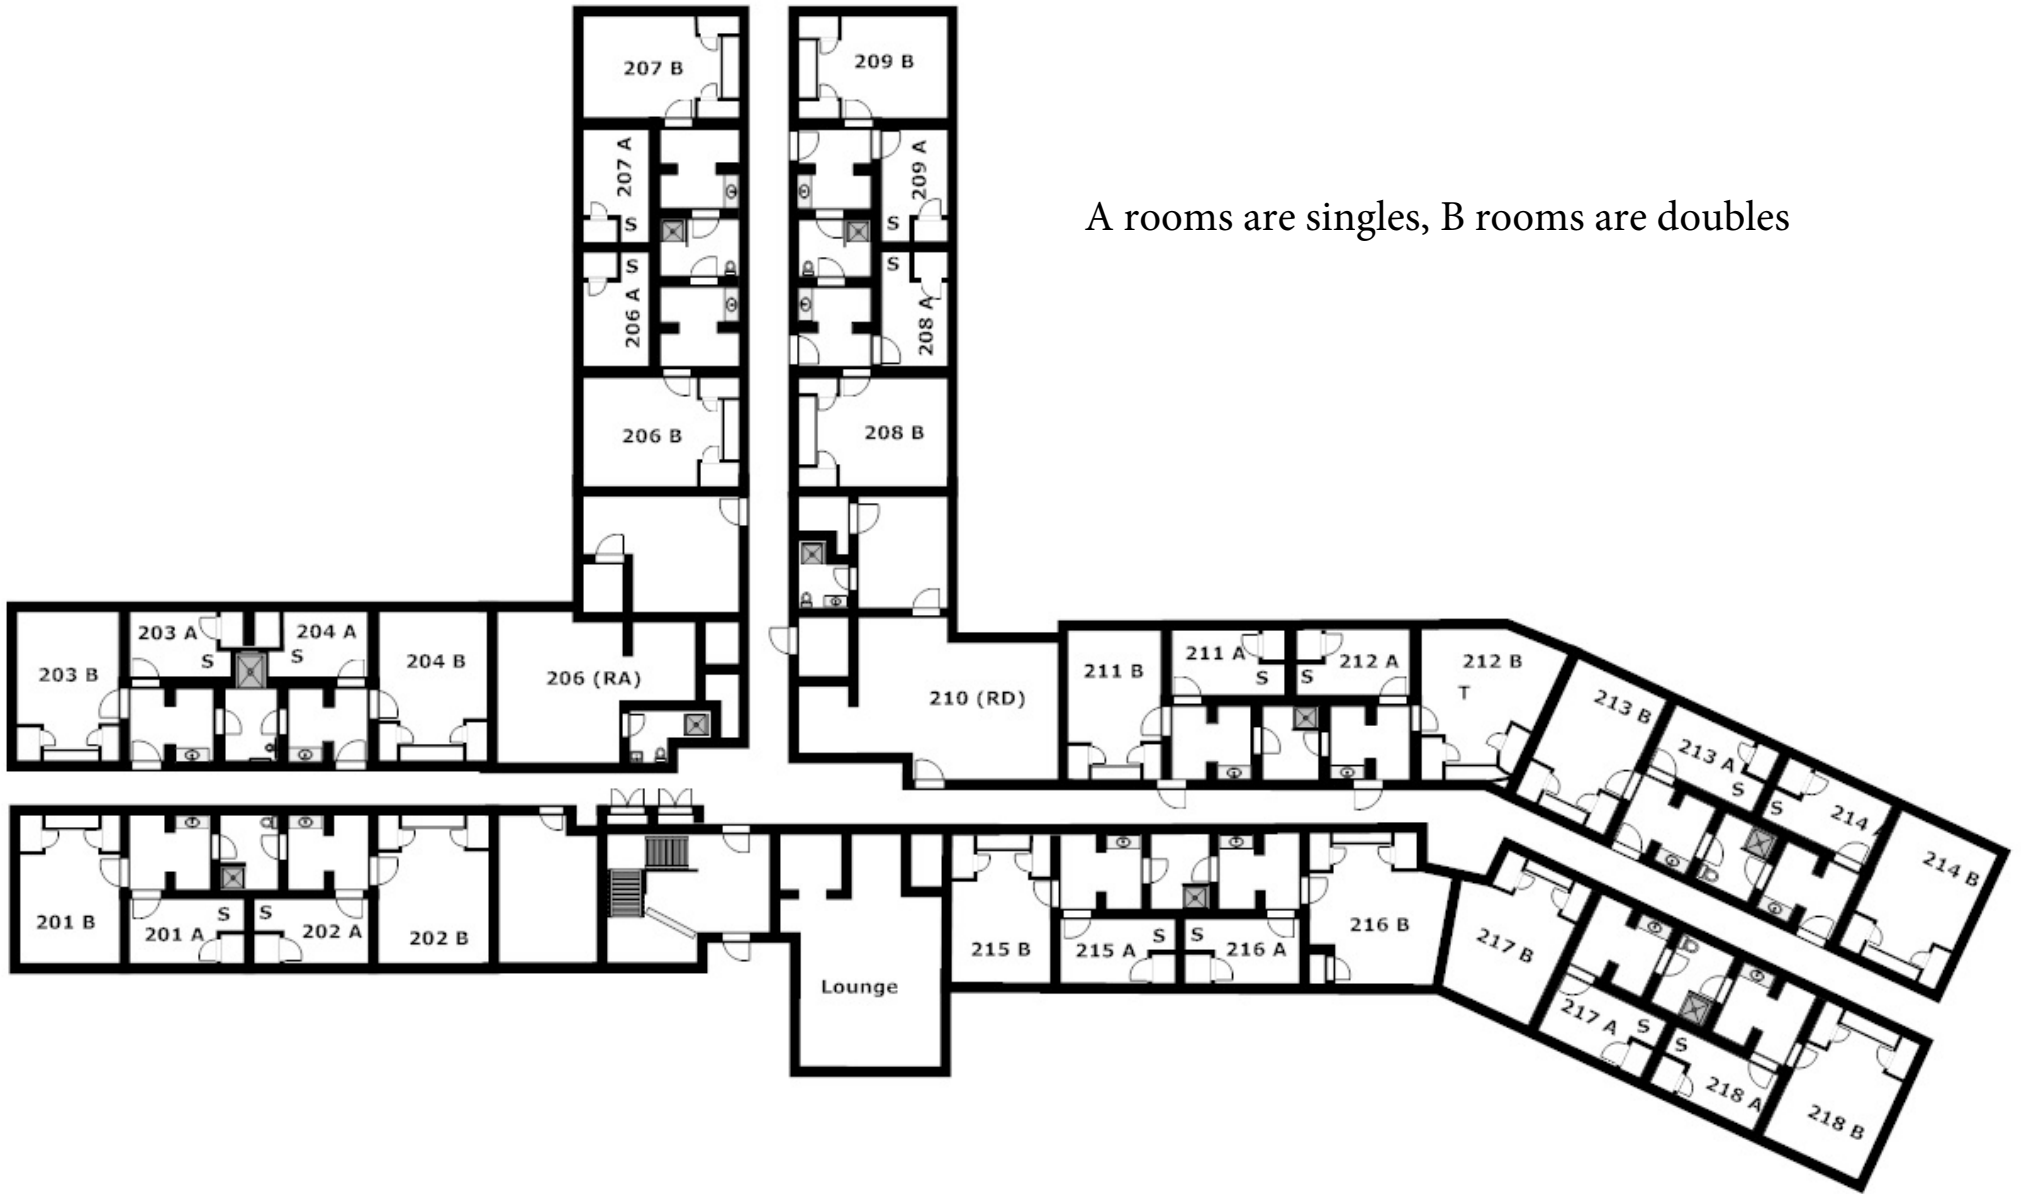 207 B
209 B
207 A
209 A
A rooms are singles, B rooms are doubles
S
S
S
S
206 A
208 A
206 B
208 B
203 A
204 A
S
S
203 B
204 B
206 (RA)
210 (RD)
211 B
211 A
S
S
212 A
212 B
T
213 B
213 A
S
S
214 A
214 B
201 B
201 A
S
S
202 A
202 B
Lounge
215 B
215 A
S
S
216 A
216 B
217 B
217 A
S
S
218 A
218 B